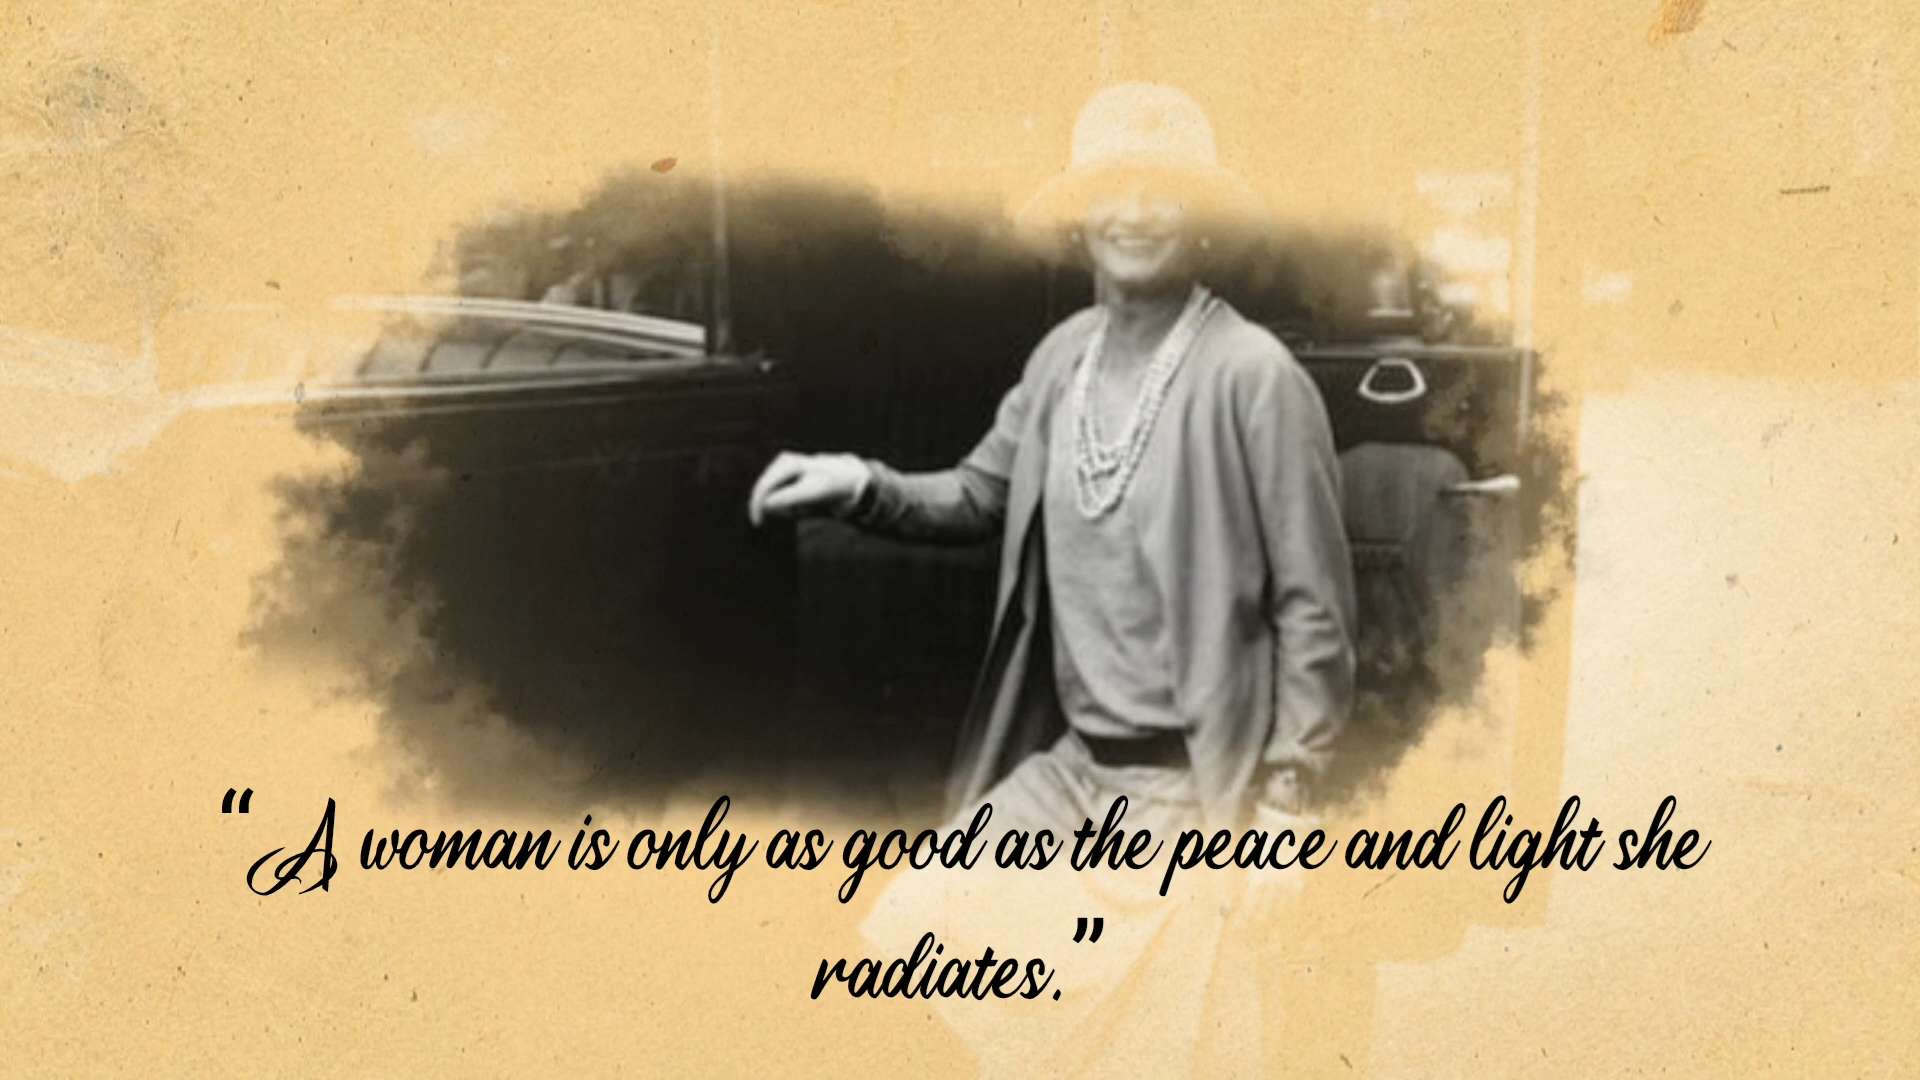 “A woman is only as good as the peace and light she
radiates.”